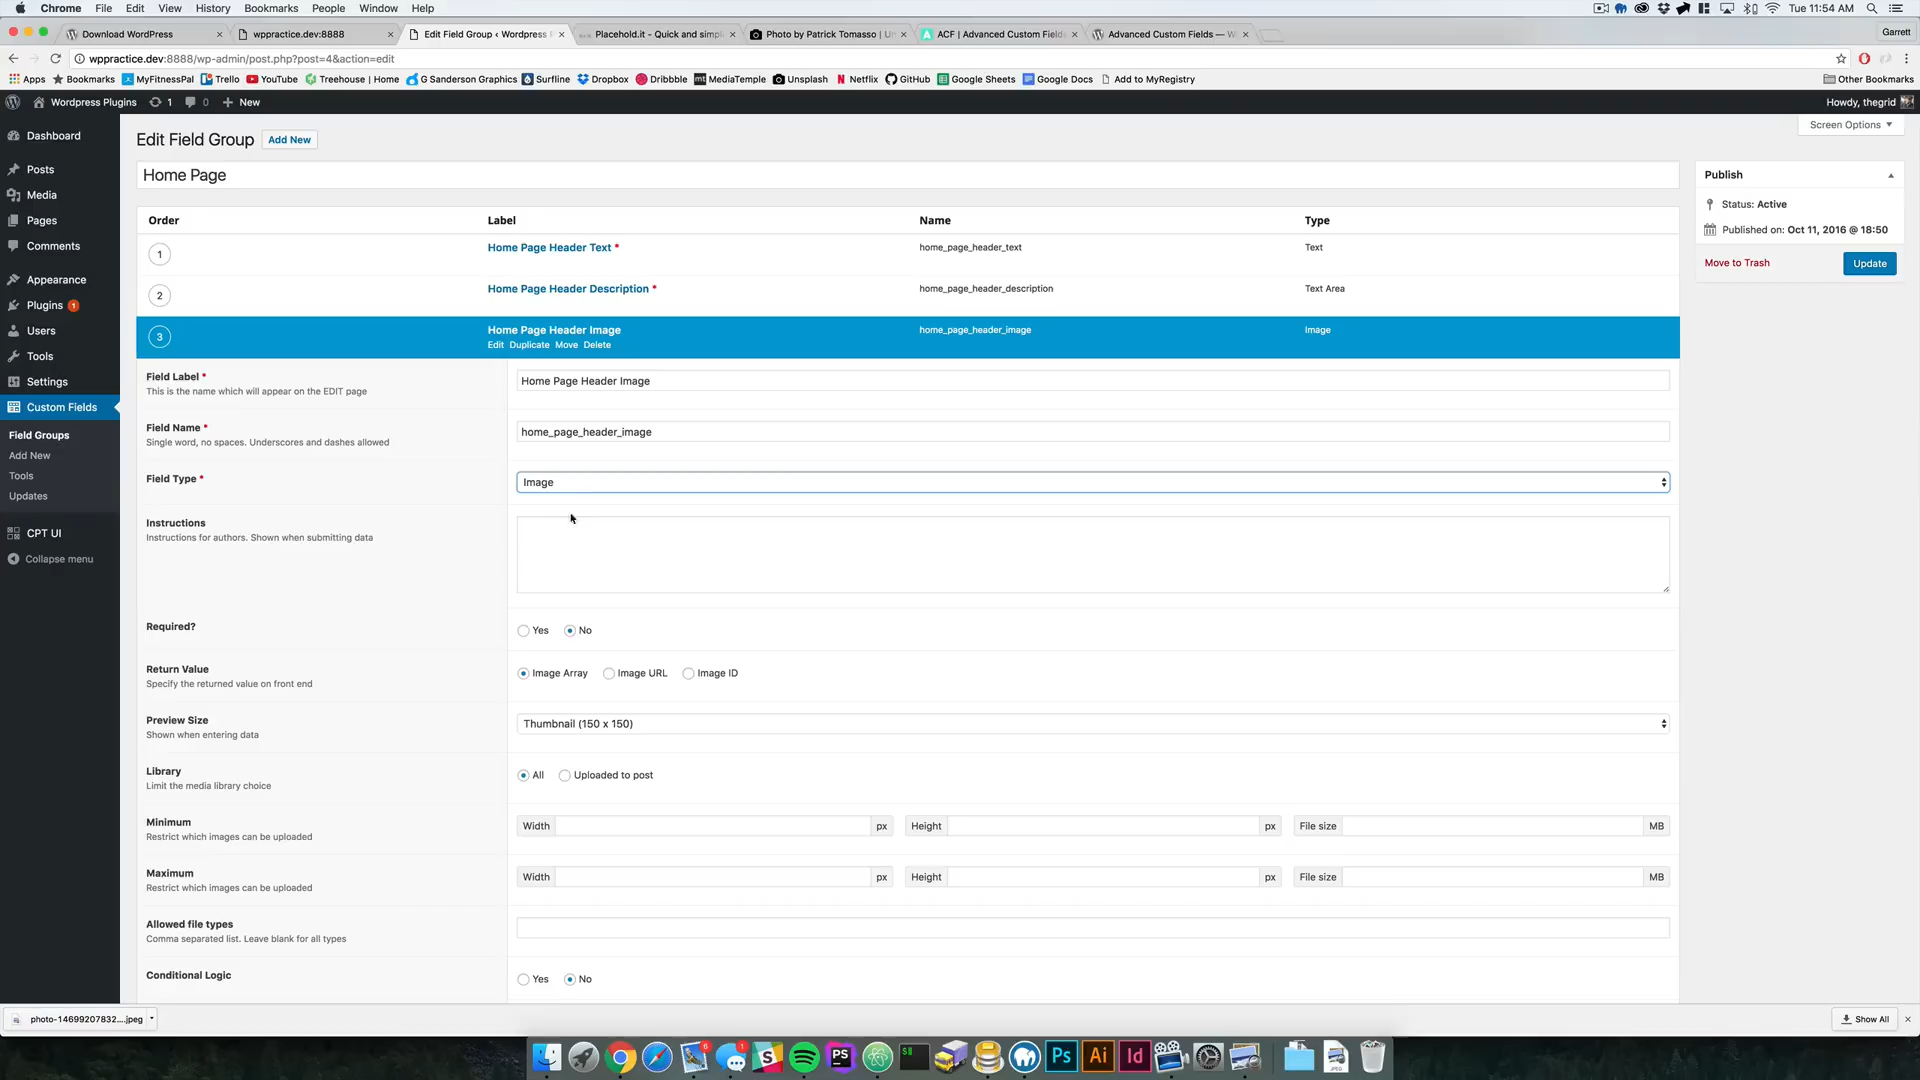 Chrome File Edit View History Bookmarks People Window Help Tue 11:54 AM
Download WordPress wppractice.dev:8888 Edit Field Group ‹ Wordpress P Placehold.it - Quick and simpl Photo by Patrick Tomasso | Un ACF | Advanced Custom Fields Advanced Custom Fields — W Garrett
wppractice.dev:8888/wp-admin/post.php?post=4&action=edit
Apps Bookmarks MyFitnessPal Trello YouTube Treehouse | Home G Sanderson Graphics Surfline Dropbox Dribbble MediaTemple Unsplash Netflix GitHub Google Sheets Google Docs Add to MyRegistry Other Bookmarks
Wordpress Plugins 1 0 + New Howdy, thegrid
Screen Options
Dashboard
Posts
Media
Pages
Comments
Appearance
Plugins 1
Users
Tools
Settings
Custom Fields
Field Groups
Add New
Tools
Updates
CPT UI
Collapse menu
Edit Field Group Add New
Home Page
Order Label Name Type
1 Home Page Header Text * home_page_header_text Text
2 Home Page Header Description * home_page_header_description Text Area
3 Home Page Header Image home_page_header_image Image
Edit Duplicate Move Delete
Field Label *
This is the name which will appear on the EDIT page
Home Page Header Image
Field Name *
Single word, no spaces. Underscores and dashes allowed
home_page_header_image
Field Type *
Image
Instructions
Instructions for authors. Shown when submitting data
Required?
Yes No
Return Value
Specify the returned value on front end
Image Array Image URL Image ID
Preview Size
Shown when entering data
Thumbnail (150 x 150)
Library
Limit the media library choice
All Uploaded to post
Minimum
Restrict which images can be uploaded
Width px Height px File size MB
Maximum
Restrict which images can be uploaded
Width px Height px File size MB
Allowed file types
Comma separated list. Leave blank for all types
Conditional Logic
Yes No
Publish
Status: Active
Published on: Oct 11, 2016 @ 18:50
Move to Trash Update
photo-14699207832....jpeg Show All
6 1 S PS $ Ps Ai Id JPEG